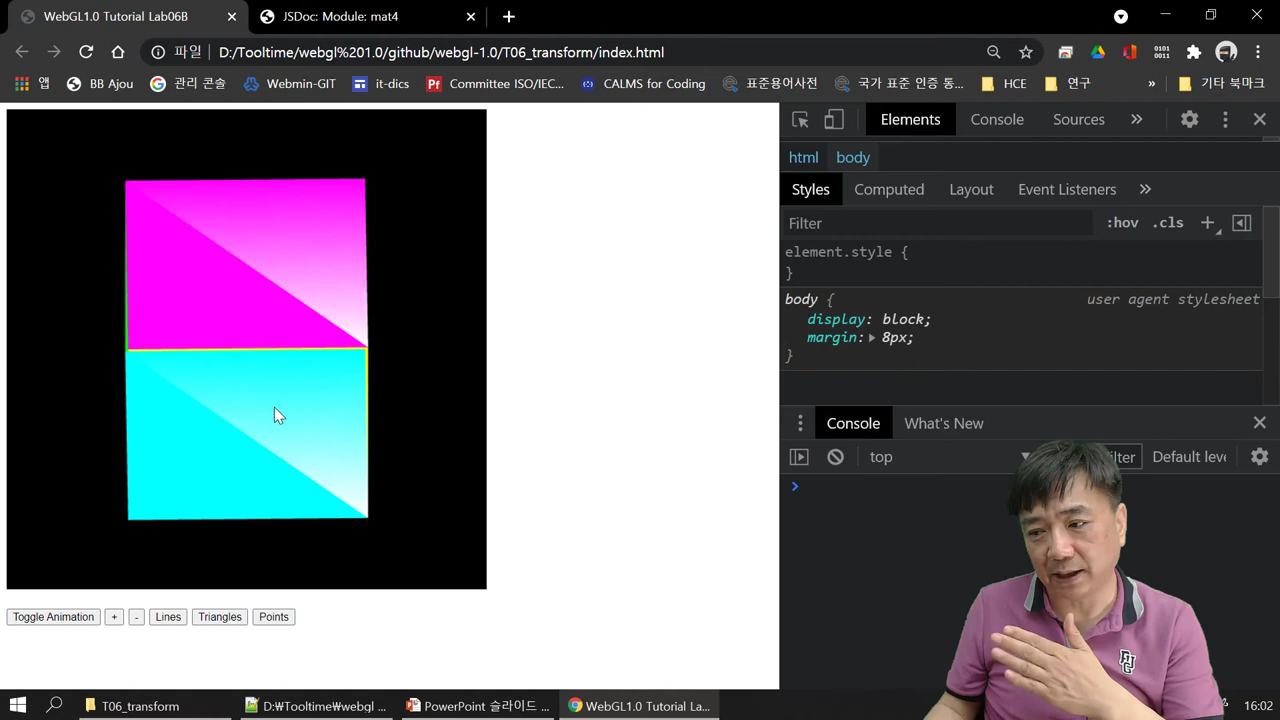 WebGL1.0 Tutorial Lab06B
JSDoc: Module: mat4
파일 D:/Tooltime/webgl%201.0/github/webgl-1.0/T06_transform/index.html
앱 BB Ajou 관리 콘솔 Webmin-GIT it-dics Committee ISO/IEC... CALMS for Coding 표준용어사전 국가 표준 인증 통... HCE 연구 » 기타 북마크
Elements Console Sources »
html body
Styles Computed Layout Event Listeners »
Filter :hov .cls +
element.style {
}
body { user agent stylesheet
display: block;
margin: 8px;
}
Console What's New
top Default leve
Toggle Animation + - Lines Triangles Points
T06_transform D:₩Tooltime₩webgl ... PowerPoint 슬라이드 ... WebGL1.0 Tutorial La... 16:02